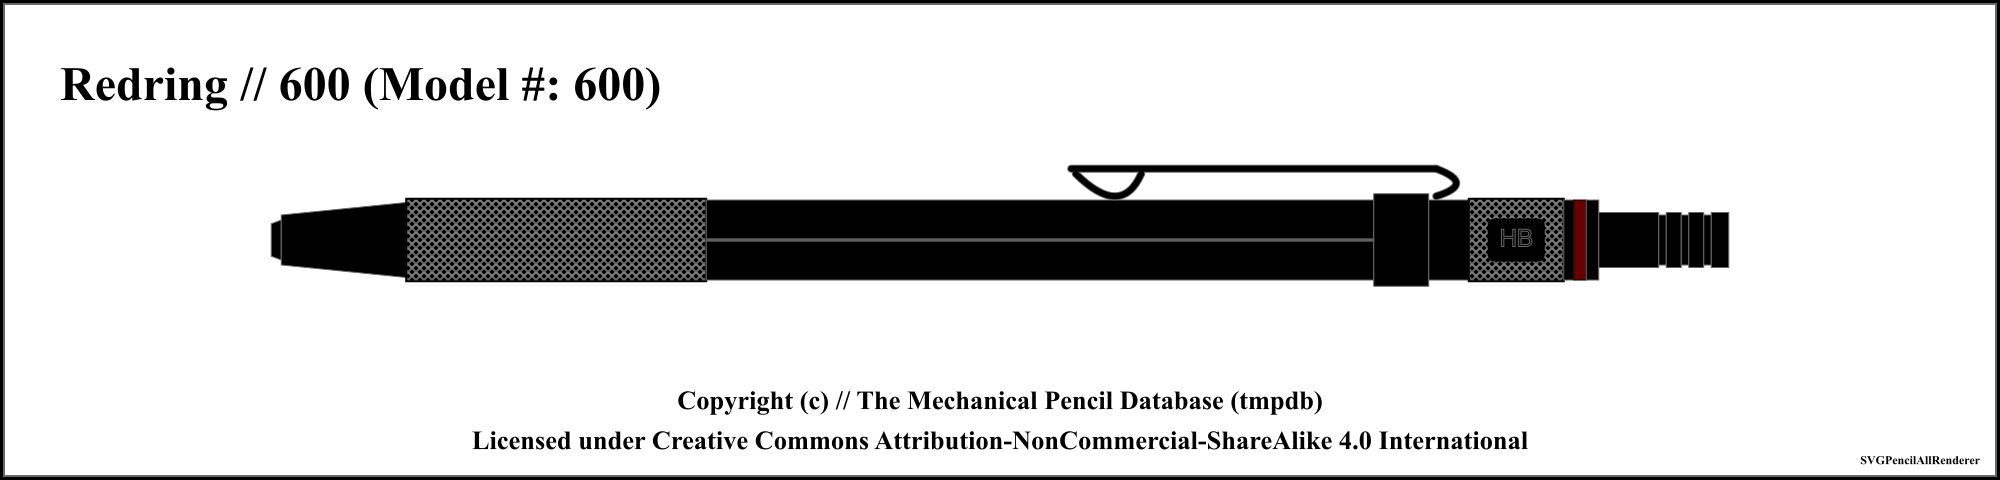 Redring // 600 (Model #: 600)
HB
Copyright (c) // The Mechanical Pencil Database (tmpdb)
Licensed under Creative Commons Attribution-NonCommercial-ShareAlike 4.0 International
SVGPencilAllRenderer